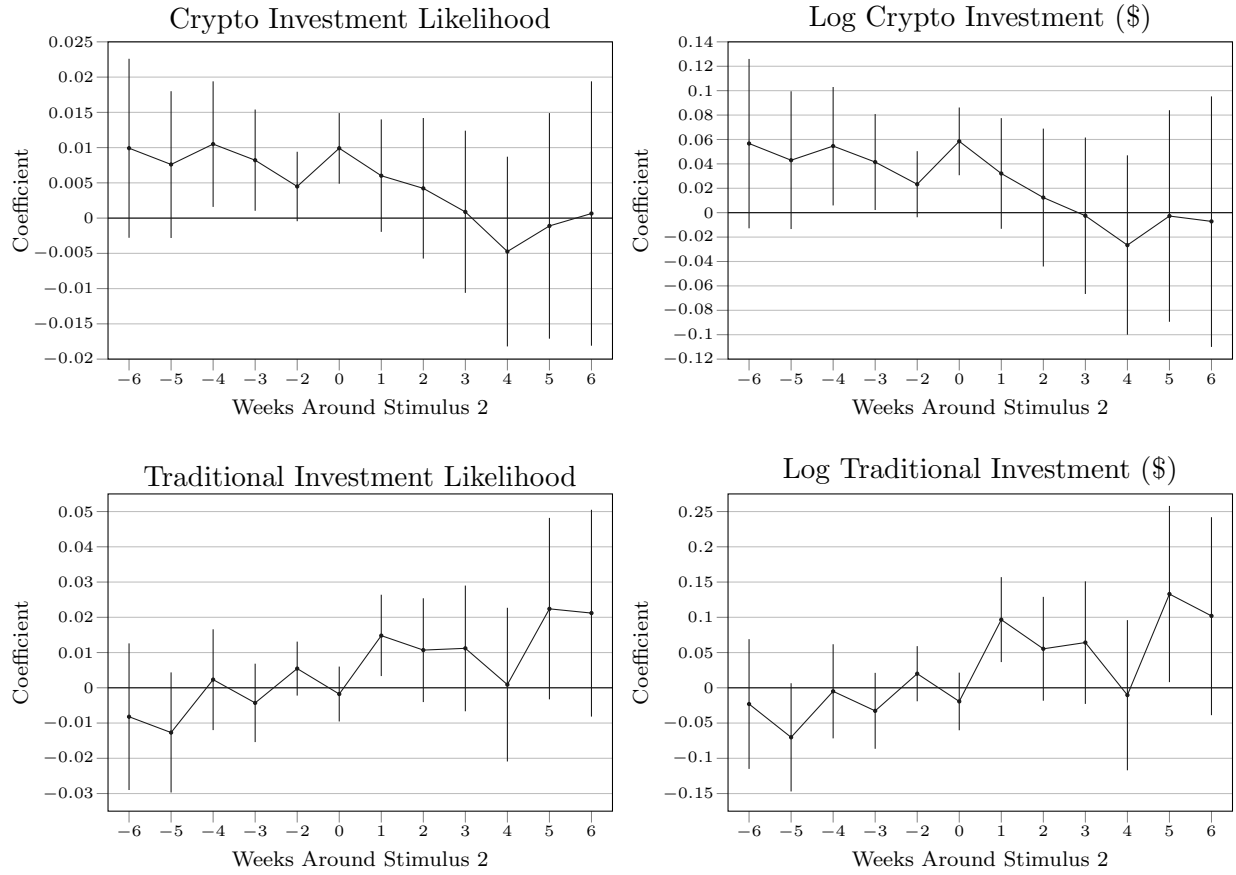 Crypto Investment Likelihood
0.025
0.02
0.015
0.01
0.005
0
−0.005
−0.01
−0.015
−0.02
Coefficient
−6 −5 −4 −3 −2 0 1 2 3 4 5 6
Weeks Around Stimulus 2
Log Crypto Investment ($)
0.14
0.12
0.1
0.08
0.06
0.04
0.02
0
−0.02
−0.04
−0.06
−0.08
−0.1
−0.12
Coefficient
−6 −5 −4 −3 −2 0 1 2 3 4 5 6
Weeks Around Stimulus 2
Traditional Investment Likelihood
0.05
0.04
0.03
0.02
0.01
0
−0.01
−0.02
−0.03
Coefficient
−6 −5 −4 −3 −2 0 1 2 3 4 5 6
Weeks Around Stimulus 2
Log Traditional Investment ($)
0.25
0.2
0.15
0.1
0.05
0
−0.05
−0.1
−0.15
Coefficient
−6 −5 −4 −3 −2 0 1 2 3 4 5 6
Weeks Around Stimulus 2